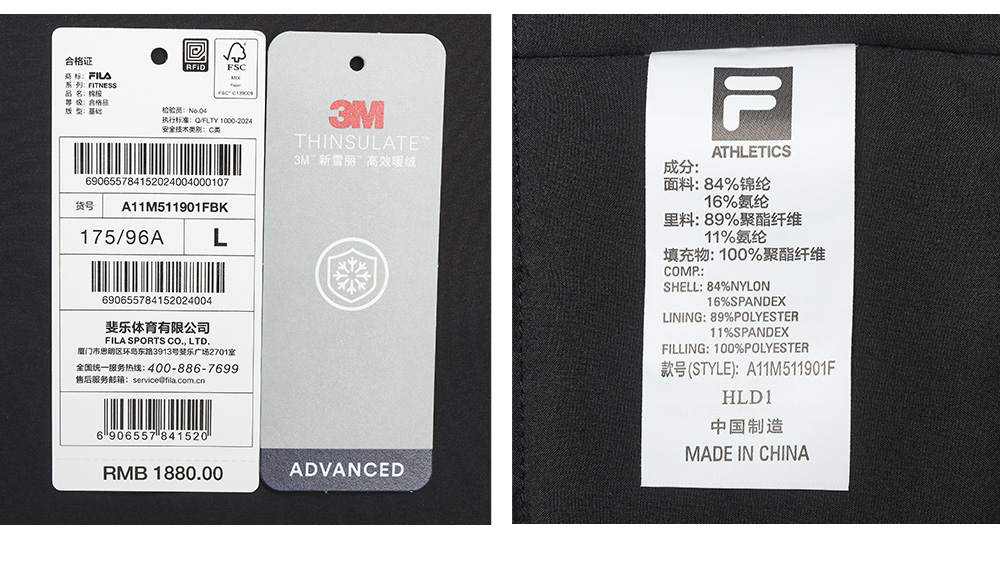 合格证
商 标: FILA
系 列: FITNESS
品 名: 棉服
等 级: 合格品
版 型: 基础
检验员: No.04
执行标准: Q/FLTY 1000-2024
安全技术类别: C类
RFID
FSC
MIX
Paper
FSC® C139009
690655784152024004000107
货号 A11M511901FBK
175/96A L
690655784152024004
斐乐体育有限公司
FILA SPORTS CO., LTD.
厦门市思明区环岛东路3913号斐乐广场2701室
全国统一服务热线: 400-886-7699
售后服务邮箱: service@fila.com.cn
6 906557 841520
RMB 1880.00
3M
THINSULATE™
3M™ 新雪丽™ 高效暖绒
ADVANCED
F
ATHLETICS
成分:
面料: 84%锦纶
16%氨纶
里料: 89%聚酯纤维
11%氨纶
填充物: 100%聚酯纤维
COMP.:
SHELL: 84%NYLON
16%SPANDEX
LINING: 89%POLYESTER
11%SPANDEX
FILLING: 100%POLYESTER
款号(STYLE): A11M511901F
HLD1
中国制造
MADE IN CHINA